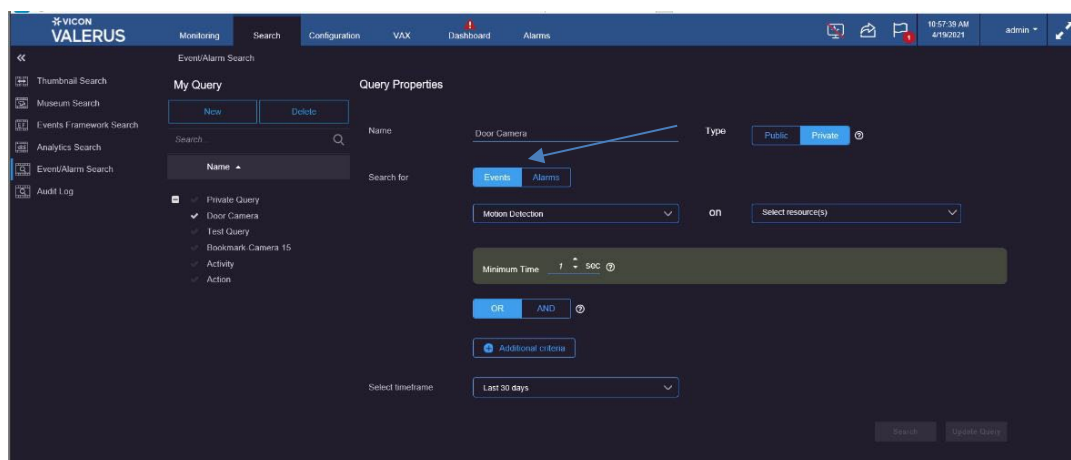 VICON
VALERUS
Monitoring Search Configuration VAX Dashboard Alarms
1
10:57:39 AM
4/19/2021
admin
Event/Alarm Search
Thumbnail Search
Museum Search
Events Framework Search
Analytics Search
Event/Alarm Search
Audit Log
My Query
New Delete
Search...
Name
Private Query
Door Camera
Test Query
Bookmark-Camera 15
Activity
Action
Query Properties
Name Door Camera Type Public Private
Search for Events Alarms
Motion Detection on Select resource(s)
Minimum Time 1 sec
OR AND
Additional criteria
Select timeframe Last 30 days
Search Update Query